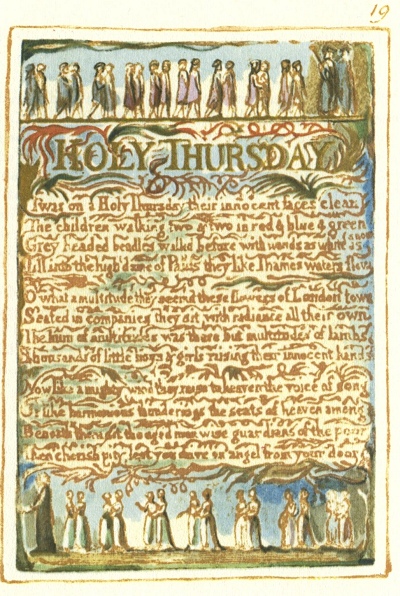 19
HOLY THURSDAY
Twas on a Holy Thursday their innocent faces clean
The children walking two & two in red & blue & green
Grey headed beadles walkd before with wands as white as snow
Till into the high dome of Pauls they like Thames waters flow
O what a multitude they seemd these flowers of London town
Seated in companies they sit with radiance all their own
The hum of multitudes was there but multitudes of lambs
Thousands of little boys & girls raising their innocent hands
Now like a mighty wind they raise to heaven the voice of song
Or like harmonious thunderings the seats of heaven among
Beneath them sit the aged men wise guardians of the poor
Then cherish pity lest you drive an angel from your door